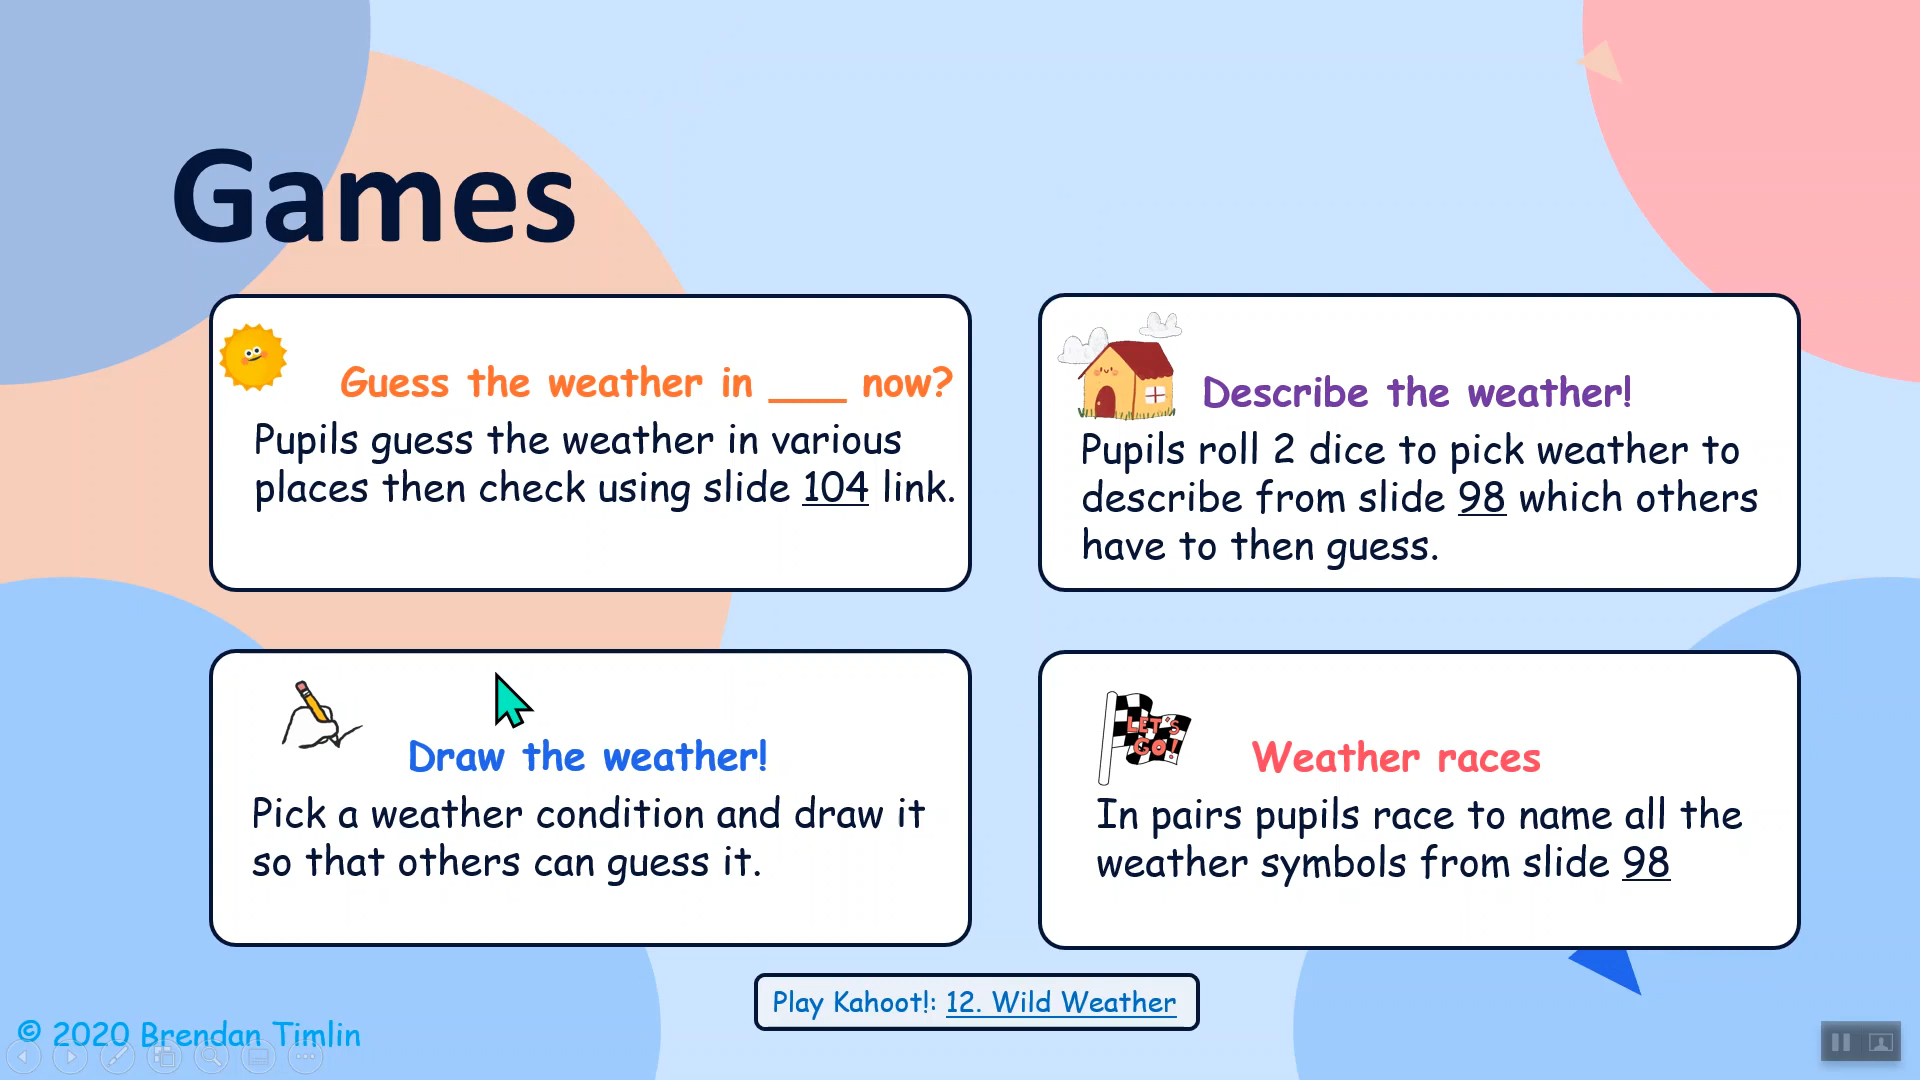 Games
Guess the weather in ___ now?
Pupils guess the weather in various
places then check using slide 104 link.
Describe the weather!
Pupils roll 2 dice to pick weather to
describe from slide 98 which others
have to then guess.
Draw the weather!
Pick a weather condition and draw it
so that others can guess it.
LET'S
GO!
Weather races
In pairs pupils race to name all the
weather symbols from slide 98
Play Kahoot!: 12. Wild Weather
© 2020 Brendan Timlin